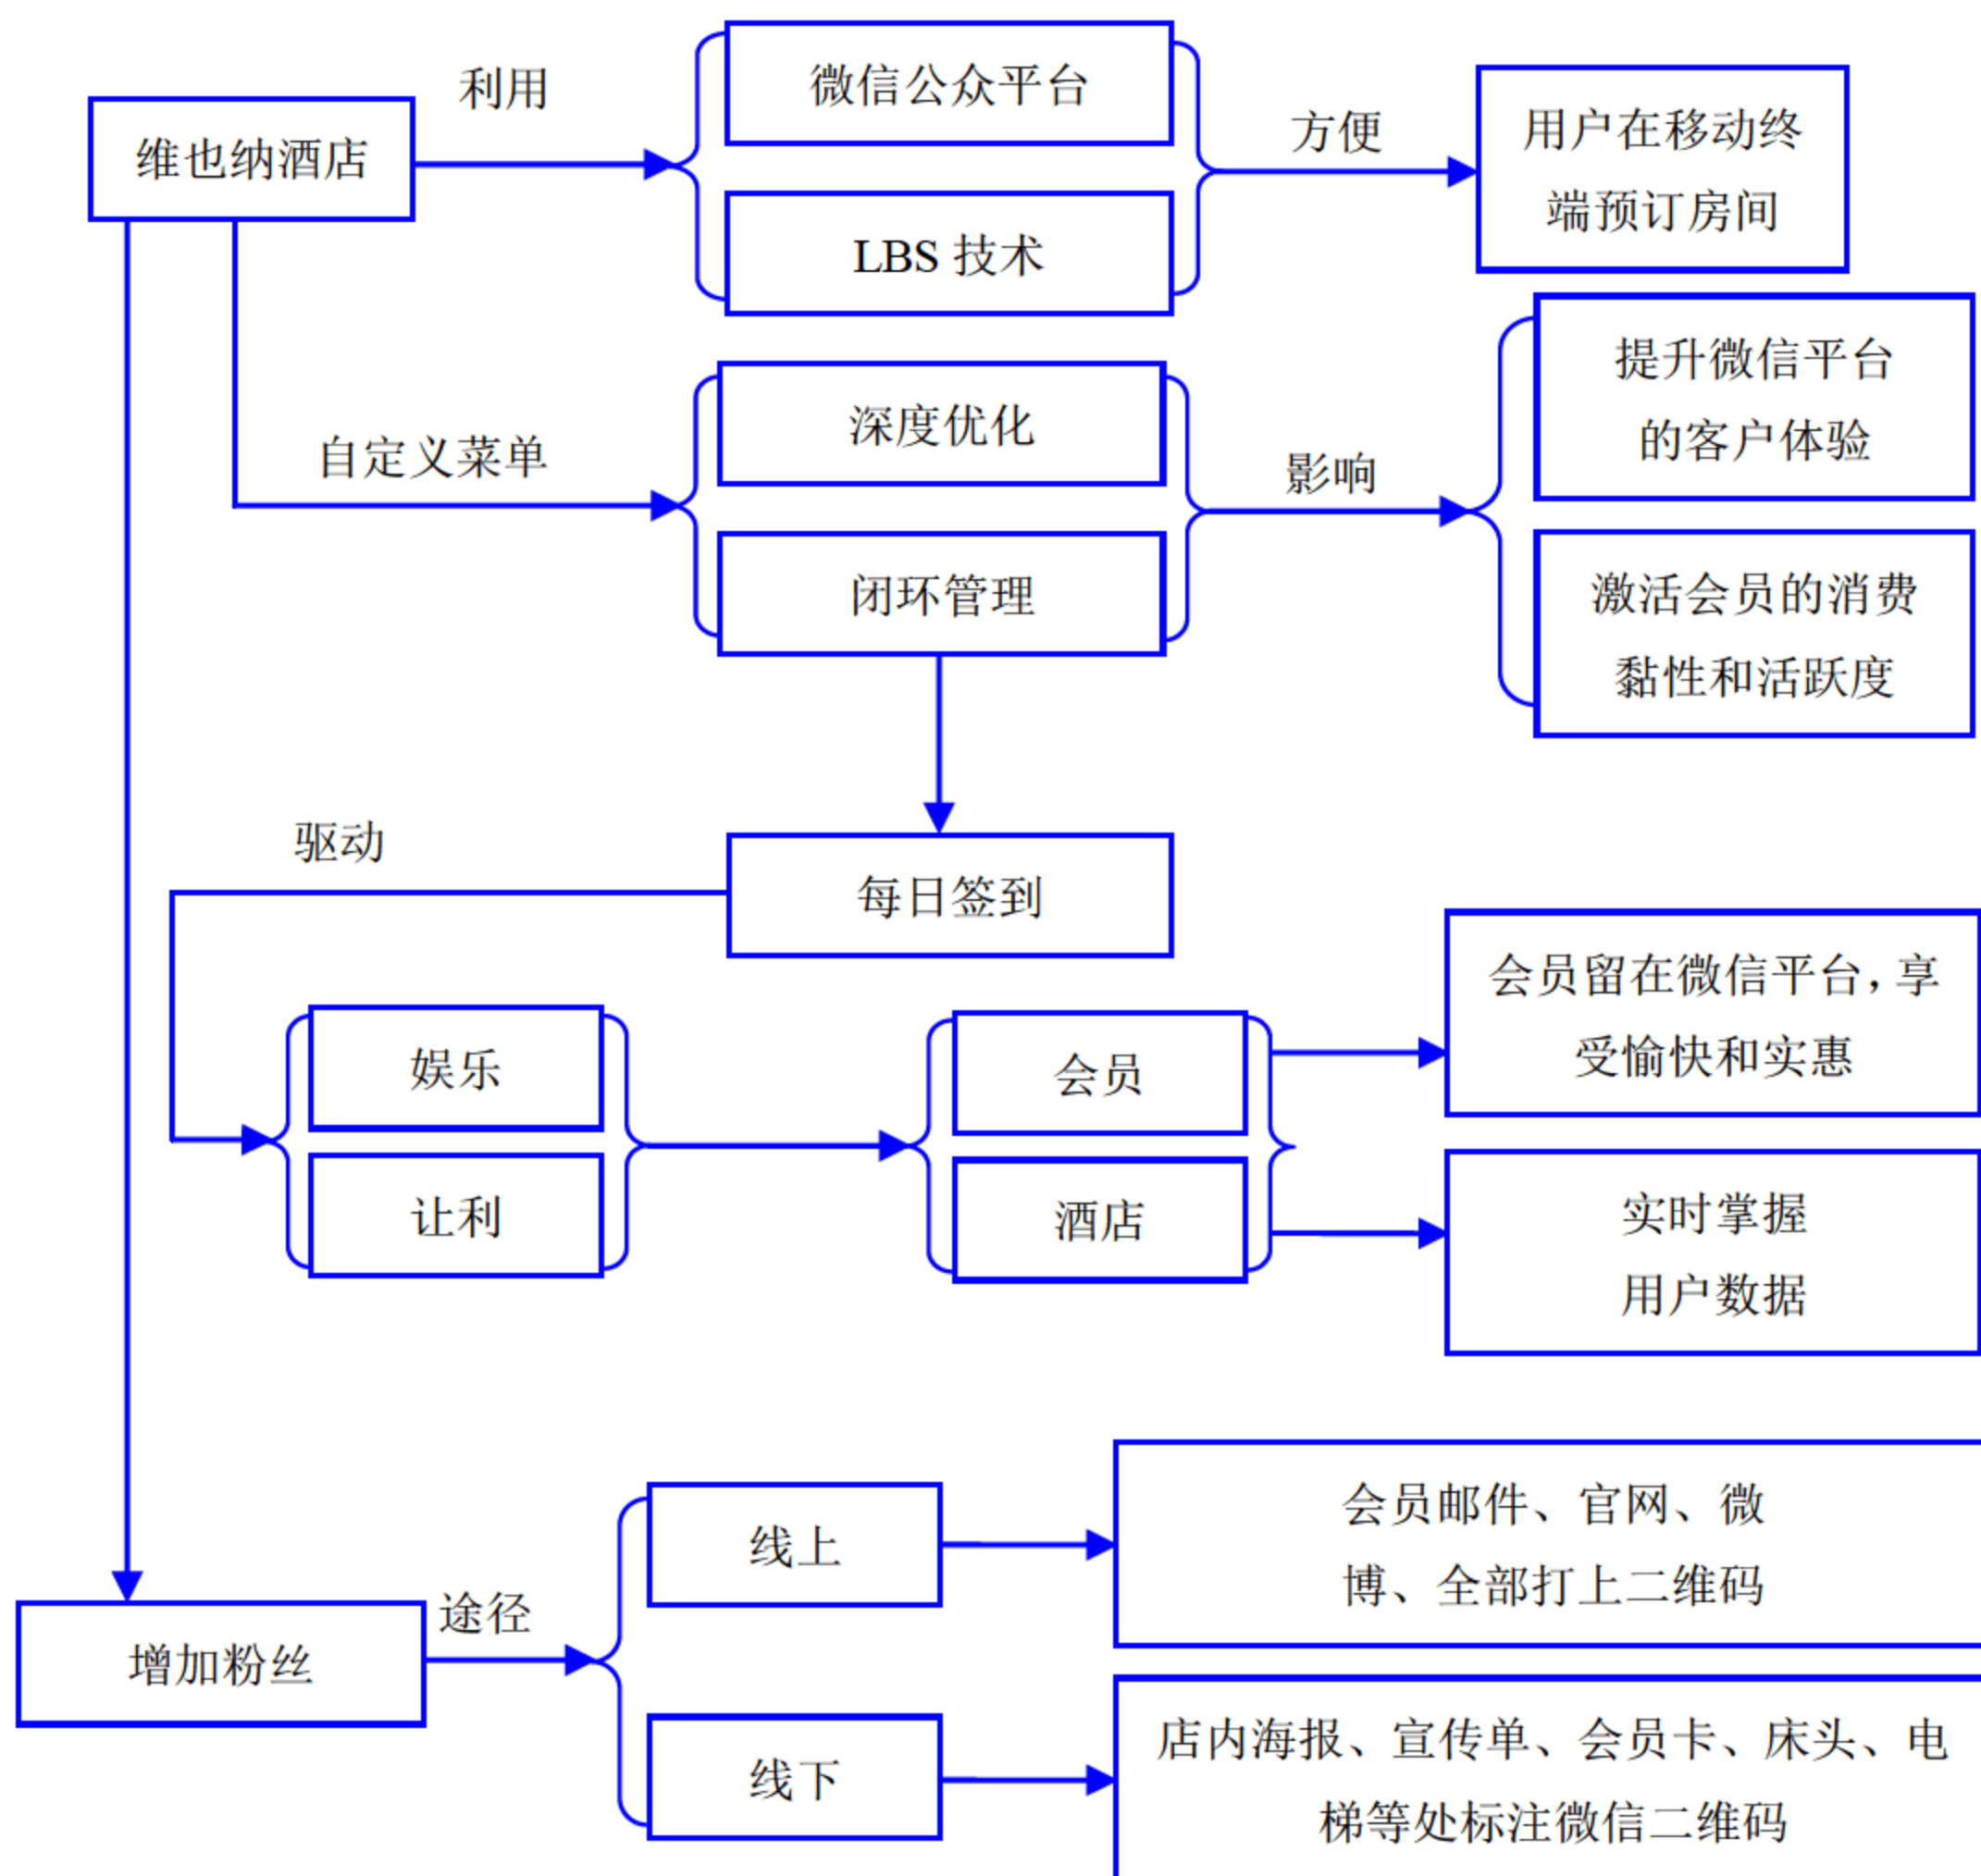 维也纳酒店
利用
微信公众平台
LBS 技术
方便
用户在移动终
端预订房间
自定义菜单
深度优化
闭环管理
影响
提升微信平台
的客户体验
激活会员的消费
黏性和活跃度
驱动
每日签到
娱乐
让利
会员
酒店
会员留在微信平台，享
受愉快和实惠
实时掌握
用户数据
增加粉丝
途径
线上
会员邮件、官网、微
博、全部打上二维码
线下
店内海报、宣传单、会员卡、床头、电
梯等处标注微信二维码